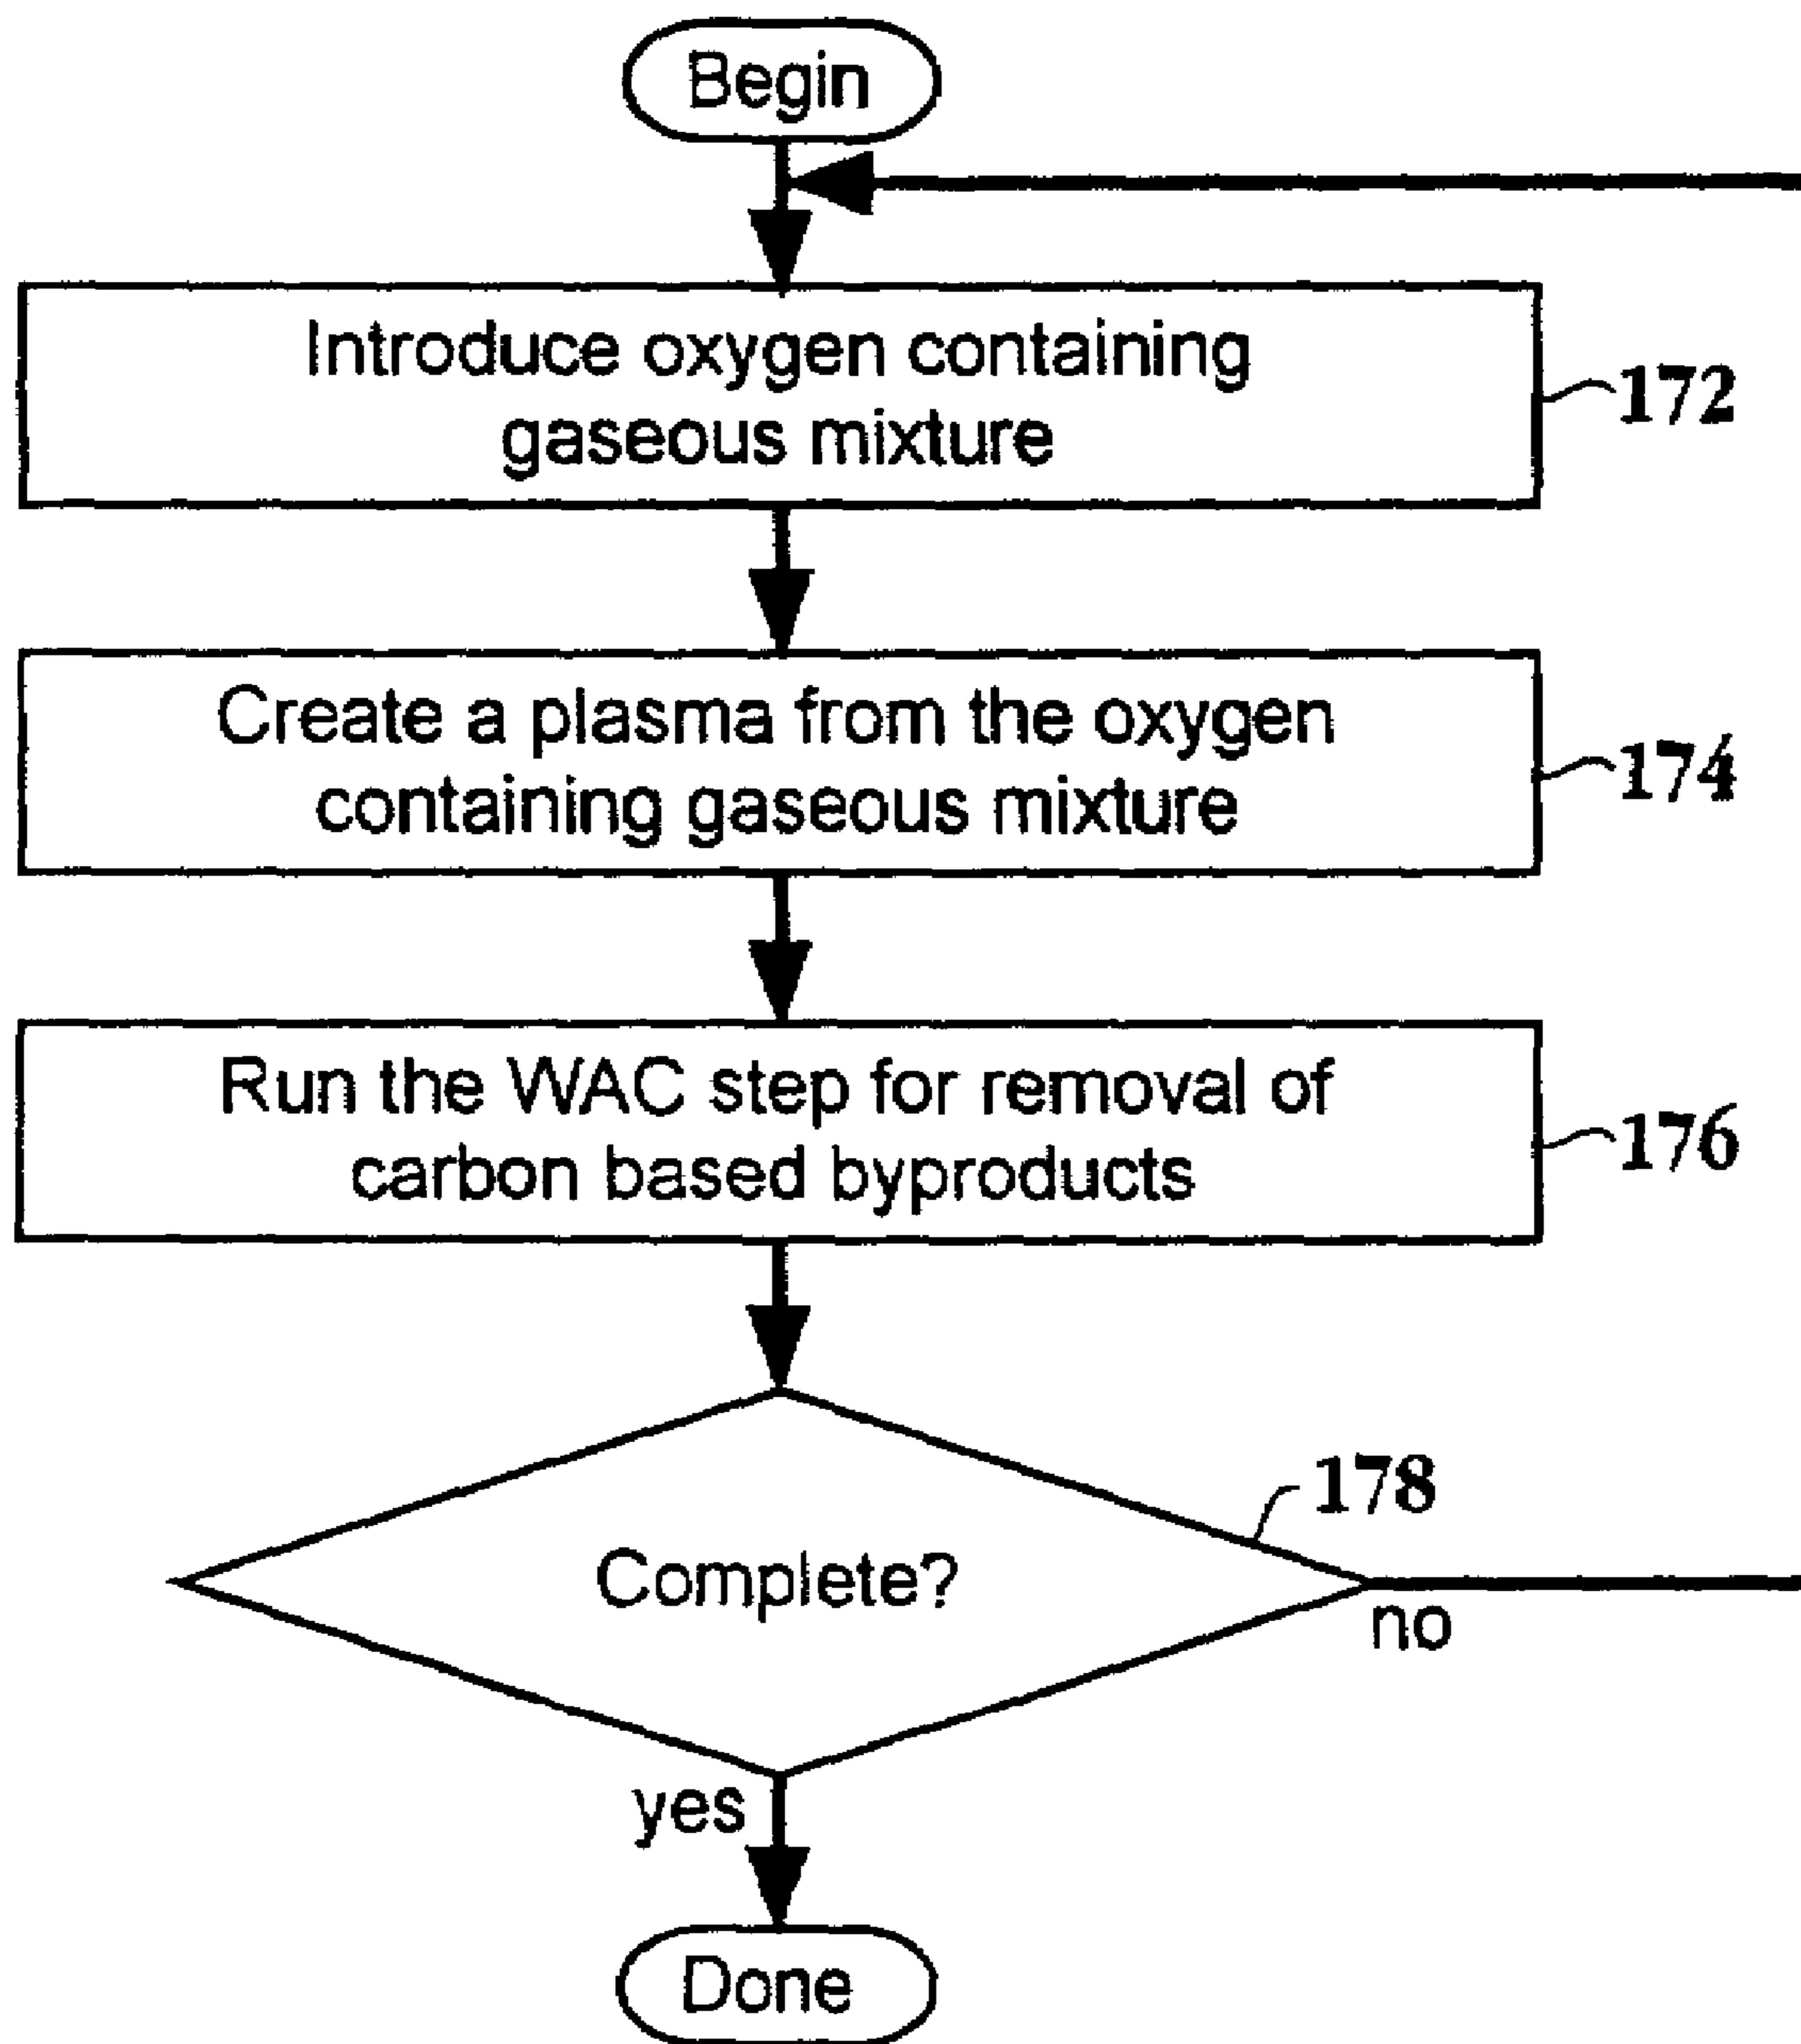 Begin
Introduce oxygen containing
gaseous mixture
172
Create a plasma from the oxygen
containing gaseous mixture
174
Run the WAC step for removal of
carbon based byproducts
176
178
Complete?
no
yes
Done